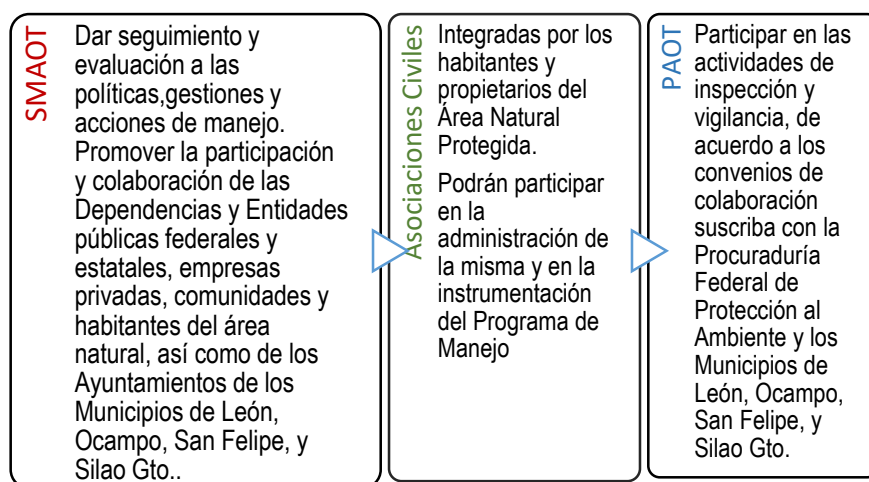 SMAOT
Dar seguimiento y
evaluación a las
políticas,gestiones y
acciones de manejo.
Promover la participación
y colaboración de las
Dependencias y Entidades
públicas federales y
estatales, empresas
privadas, comunidades y
habitantes del área
natural, así como de los
Ayuntamientos de los
Municipios de León,
Ocampo, San Felipe, y
Silao Gto..
Asociaciones Civiles
Integradas por los
habitantes y
propietarios del
Área Natural
Protegida.
Podrán participar
en la
administración de
la misma y en la
instrumentación
del Programa de
Manejo
PAOT
Participar en las
actividades de
inspección y
vigilancia, de
acuerdo a los
convenios de
colaboración
suscriba con la
Procuraduría
Federal de
Protección al
Ambiente y los
Municipios de
León, Ocampo,
San Felipe, y
Silao Gto.